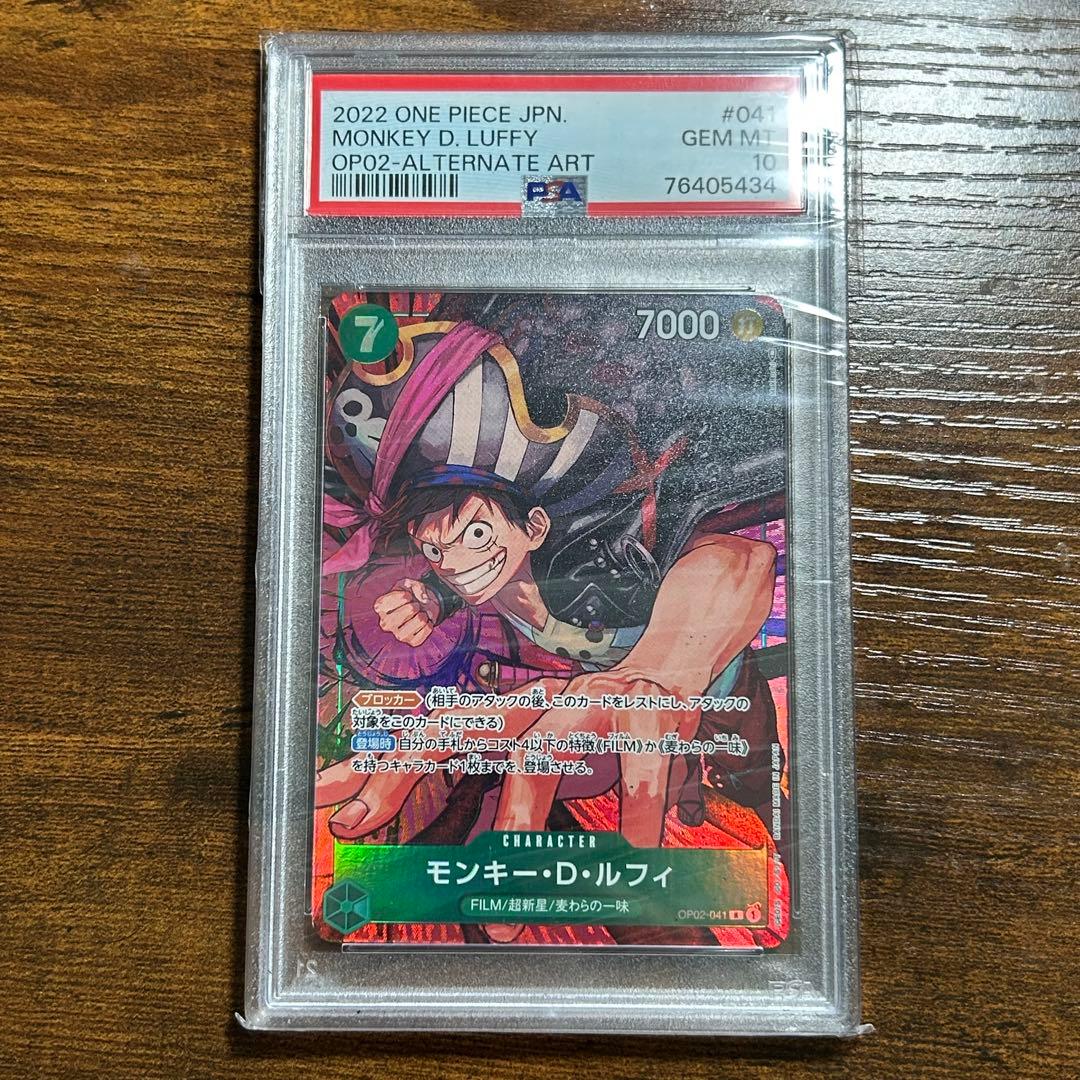 2022 ONE PIECE JPN.
#041
MONKEY D. LUFFY
GEM MT
OP02-ALTERNATE ART
10
PSA
76405434
7
7000
ブロッカー (相手のアタックの後、このカードをレストにし、アタックの
対象をこのカードにできる)
登場時 自分の手札からコスト4以下の特徴《FILM》か《麦わらの一味》
を持つキャラカード1枚までを、登場させる。
CHARACTER
モンキー・D・ルフィ
FILM/超新星/麦わらの一味
OP02-041 R 1